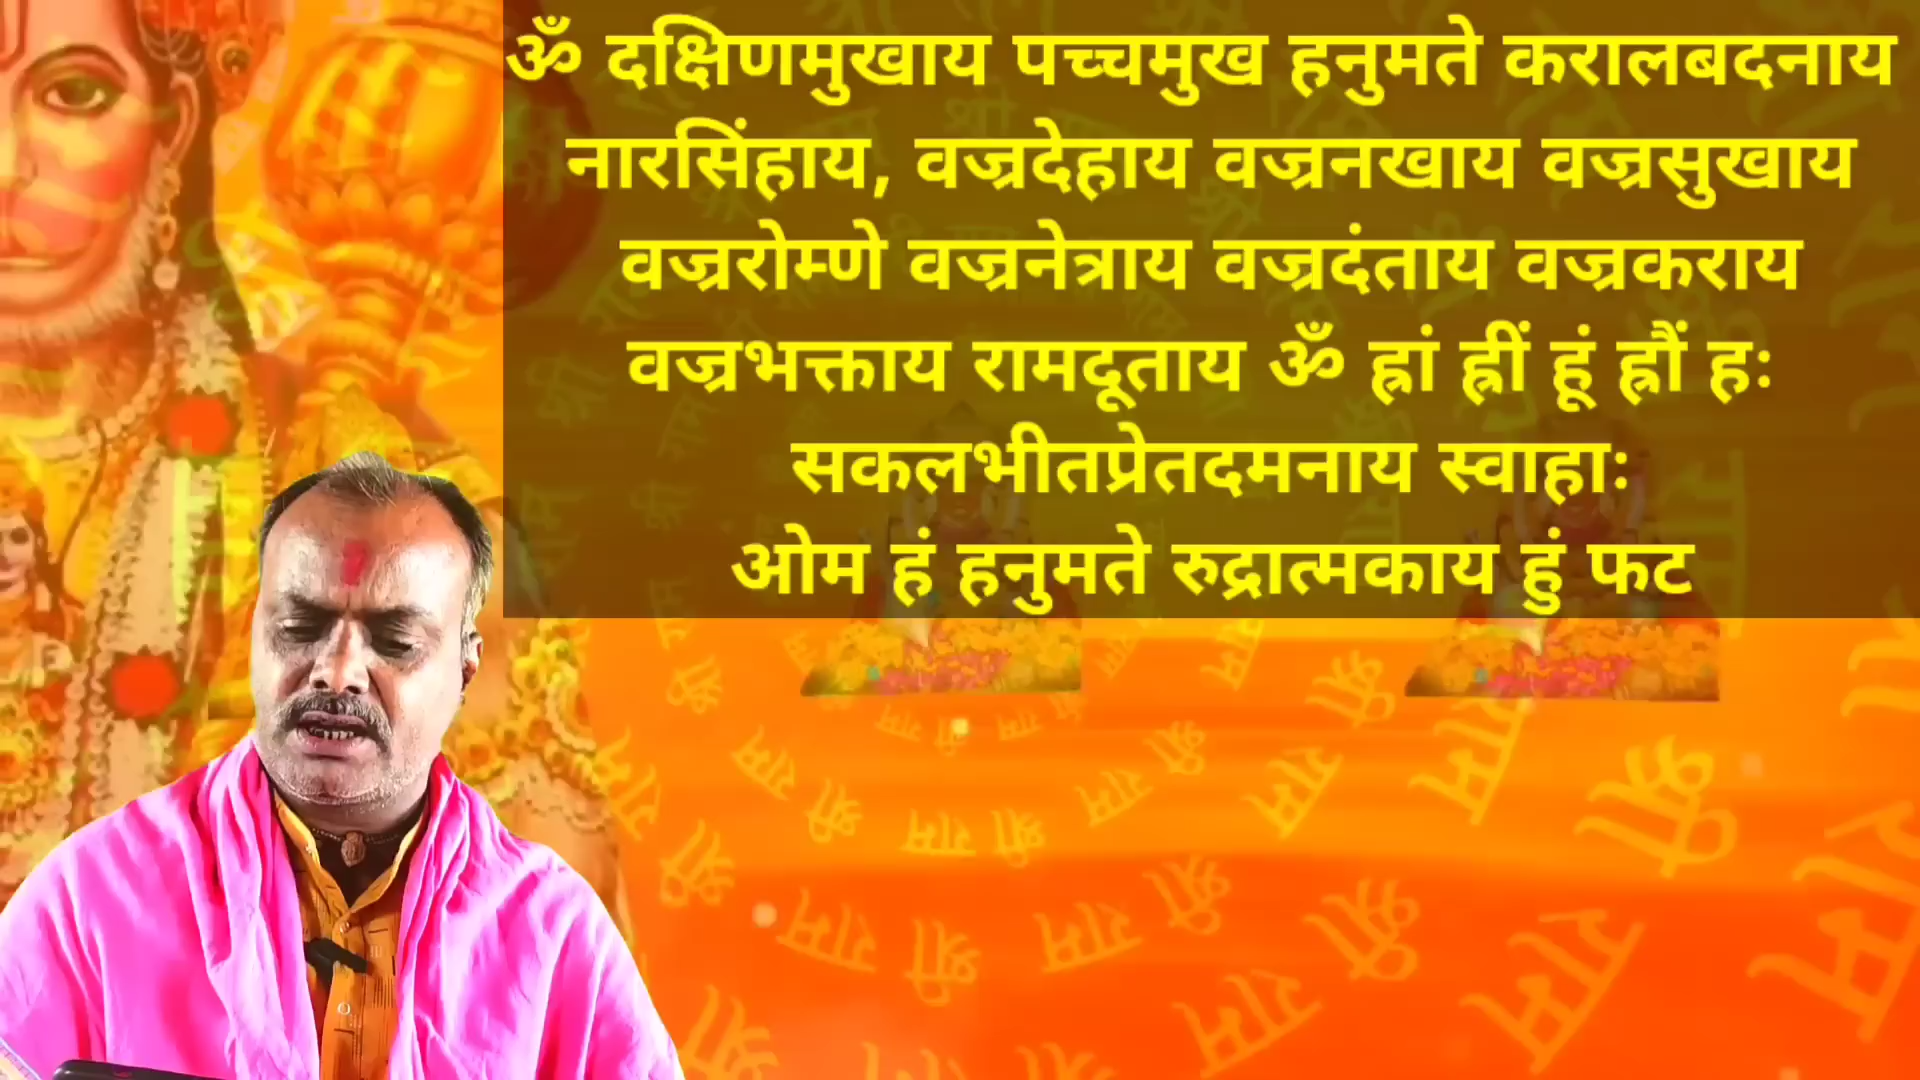 ॐ दक्षिणमुखाय पच्चमुख हनुमते करालबदनाय
नारसिंहाय, वज्रदेहाय वज्रनखाय वज्रसुखाय
वज्ररोम्णे वज्रनेत्राय वज्रदंताय वज्रकराय
वज्रभक्ताय रामदूताय ॐ ह्रां ह्रीं हूं ह्रौं हः
सकलभीतप्रेतदमनाय स्वाहाः
ओम हं हनुमते रुद्रात्मकाय हुं फट